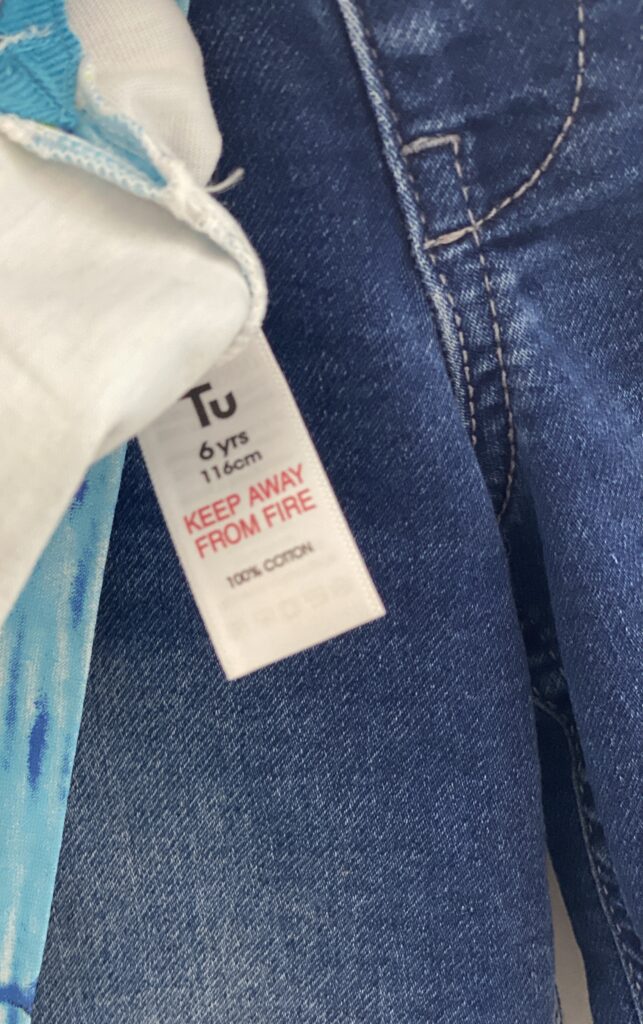 Tu
6 yrs
116cm
KEEP AWAY
FROM FIRE
100% COTTON